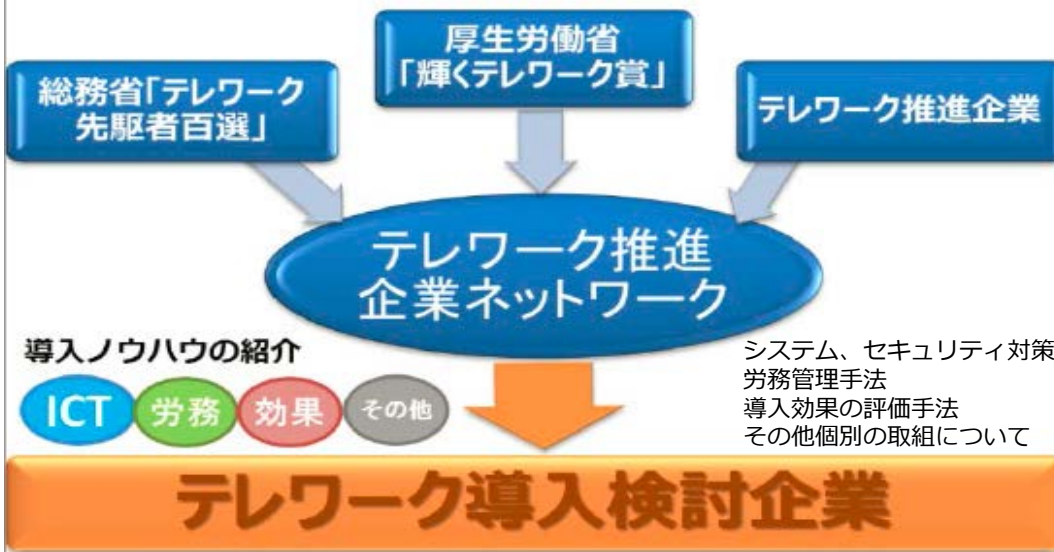 厚生労働省
「輝くテレワーク賞」
総務省「テレワーク
先駆者百選」
テレワーク推進企業
テレワーク推進
企業ネットワーク
導入ノウハウの紹介
ICT
労務
効果
その他
システム、セキュリティ対策
労務管理手法
導入効果の評価手法
その他個別の取組について
テレワーク導入検討企業